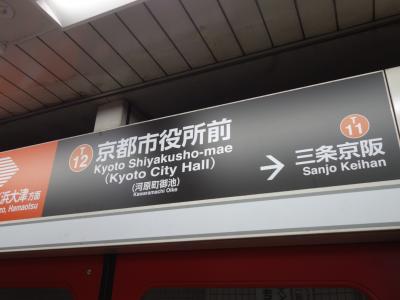 浜大津方面
Hamaotsu
T
12
京都市役所前
Kyoto Shiyakusho-mae
(Kyoto City Hall)
(河原町御池)
Kawaramachi Oike
→
T
11
三条京阪
Sanjo Keihan